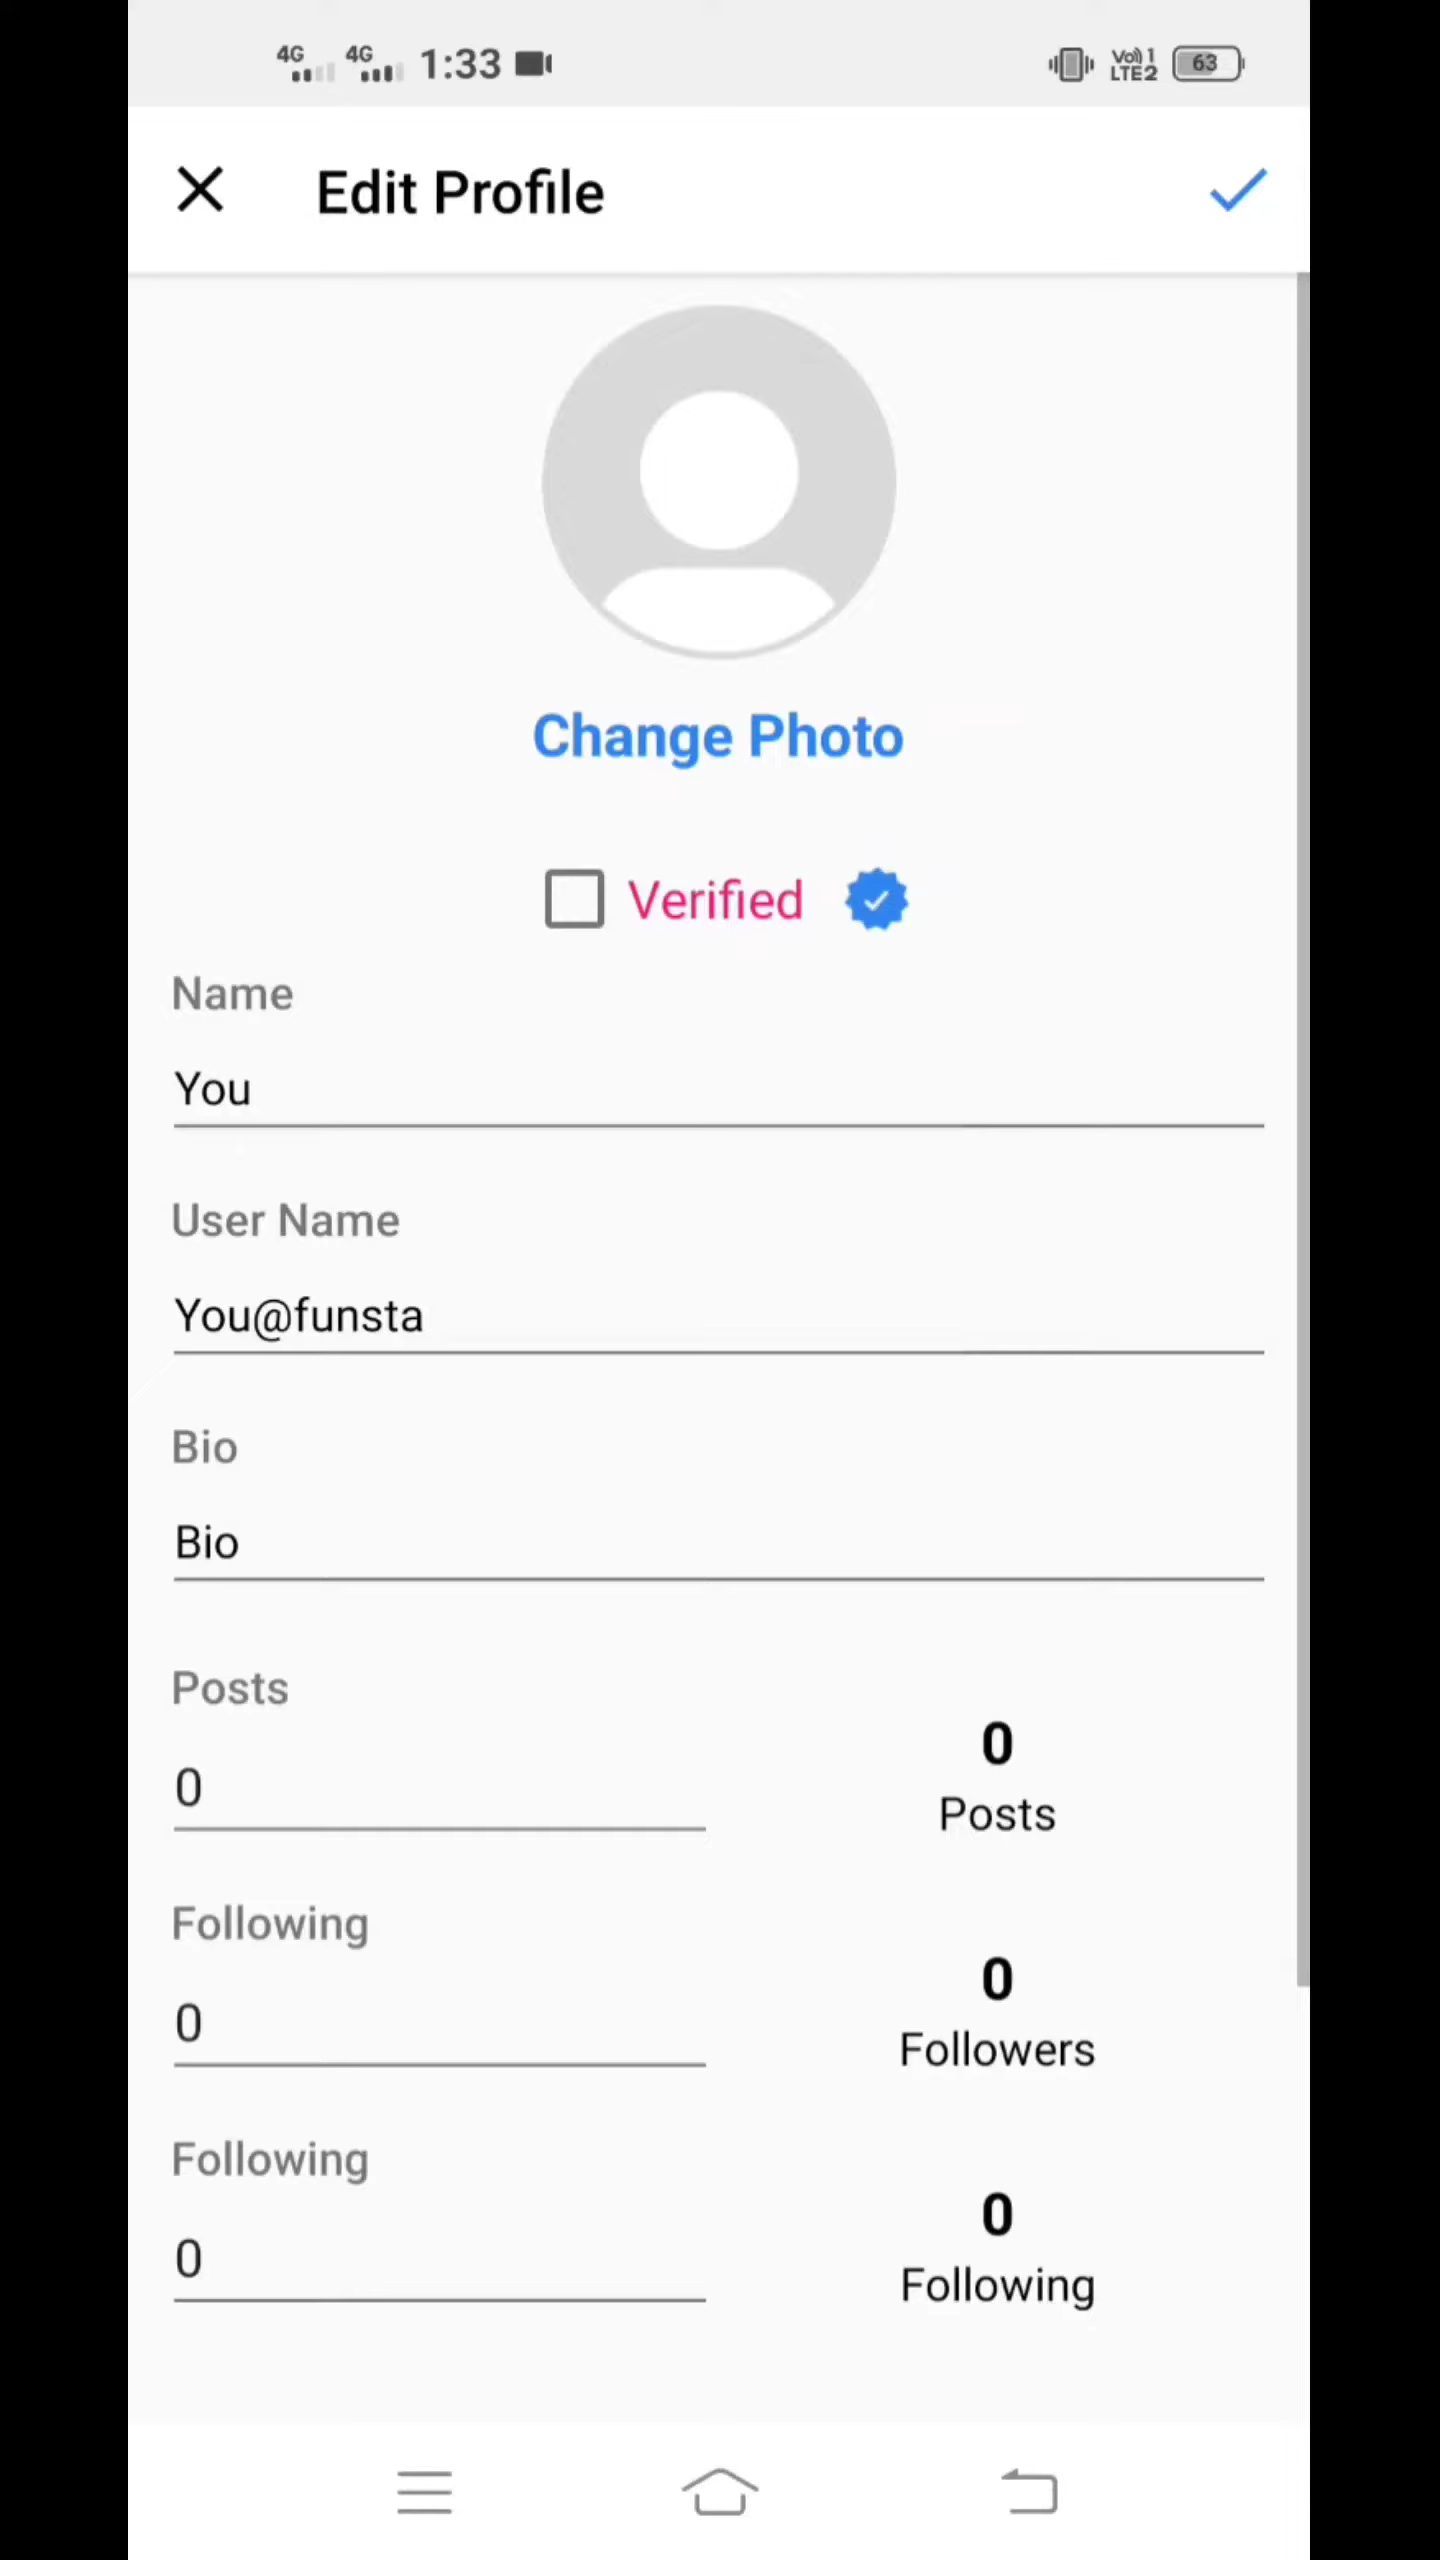 4G 4G 1:33 Vo)) 1 LTE2 63
Edit Profile
Change Photo
Verified
Name
You
User Name
You@funsta
Bio
Bio
Posts
0
0
Posts
Following
0
0
Followers
Following
0
0
Following